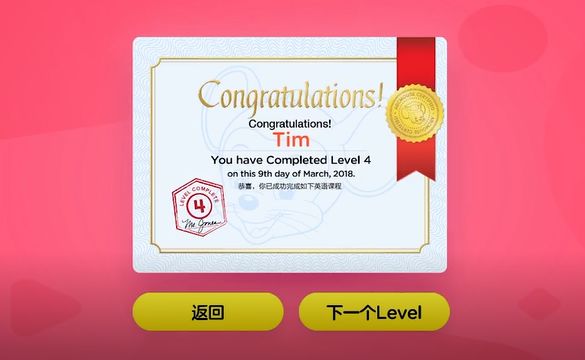 Congratulations!
Congratulations!
Tim
You have Completed Level 4
on this 9th day of March, 2018.
恭喜，你已成功完成如下英语课程
LEVEL COMPLETE
4
Mr. Jones
返回
下一个Level